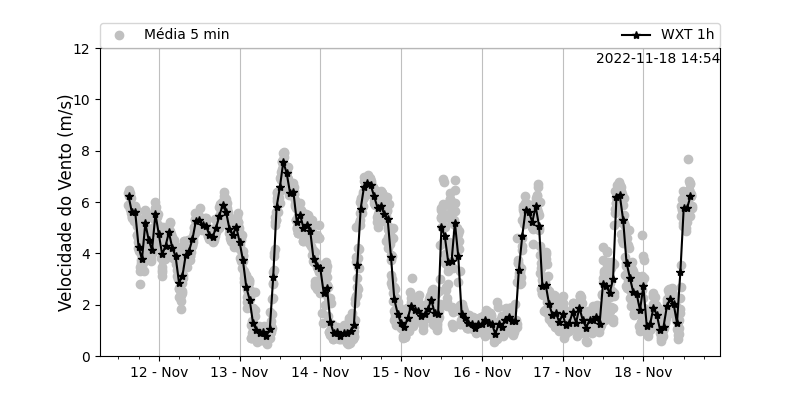 Média 5 min
WXT 1h
2022-11-18 14:54
Velocidade do Vento (m/s)
12
10
8
6
4
2
0
12 - Nov 13 - Nov 14 - Nov 15 - Nov 16 - Nov 17 - Nov 18 - Nov